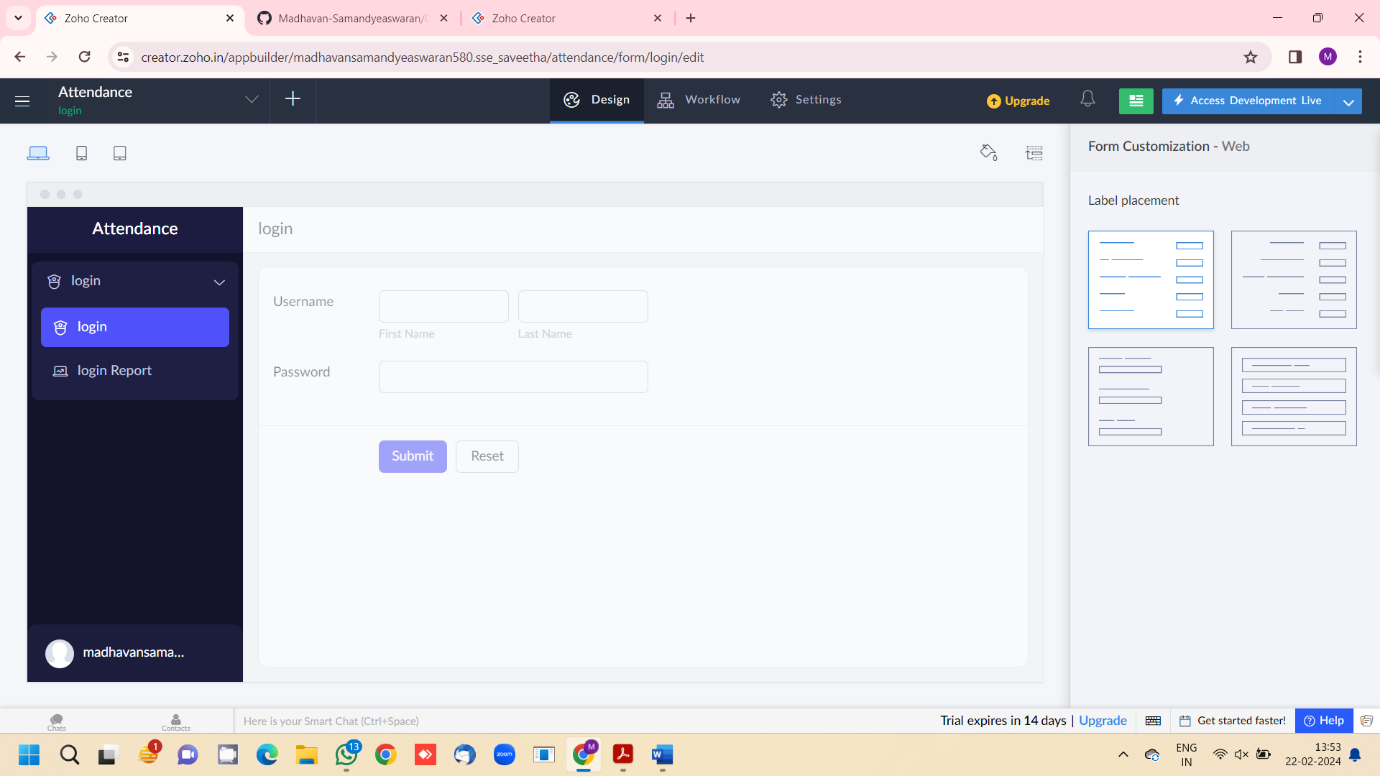 Zoho Creator
Madhavan-Samandyeaswaran/
Zoho Creator
creator.zoho.in/appbuilder/madhavansamandyeaswaran580.sse_saveetha/attendance/form/login/edit
M
Attendance
login
Design
Workflow
Settings
Upgrade
Access Development Live
Form Customization - Web
Label placement
Attendance
login
login
login Report
madhavansama...
login
Username
First Name
Last Name
Password
Submit
Reset
Chats
Contacts
Here is your Smart Chat (Ctrl+Space)
Trial expires in 14 days | Upgrade
Get started faster!
Help
1
13
zoom
M
W
ENG
IN
13:53
22-02-2024